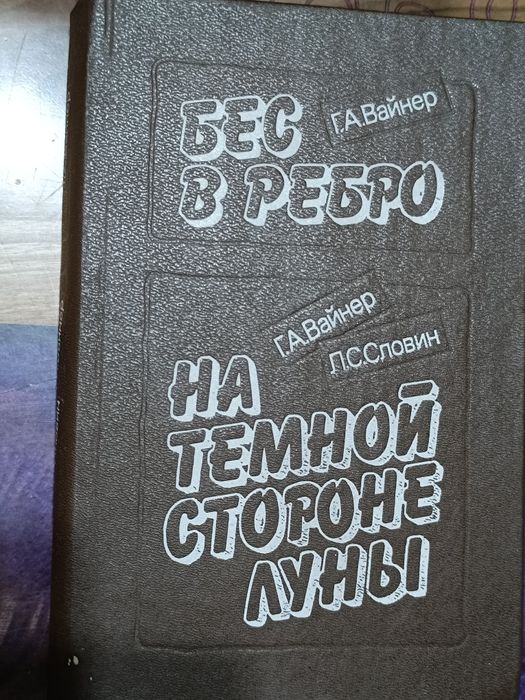 Г.А.Вайнер
БЕС
В РЕБРО
Г.А.Вайнер
Л.С.Словин
НА
ТЕМНОЙ
СТОРОНЕ
ЛУНЫ